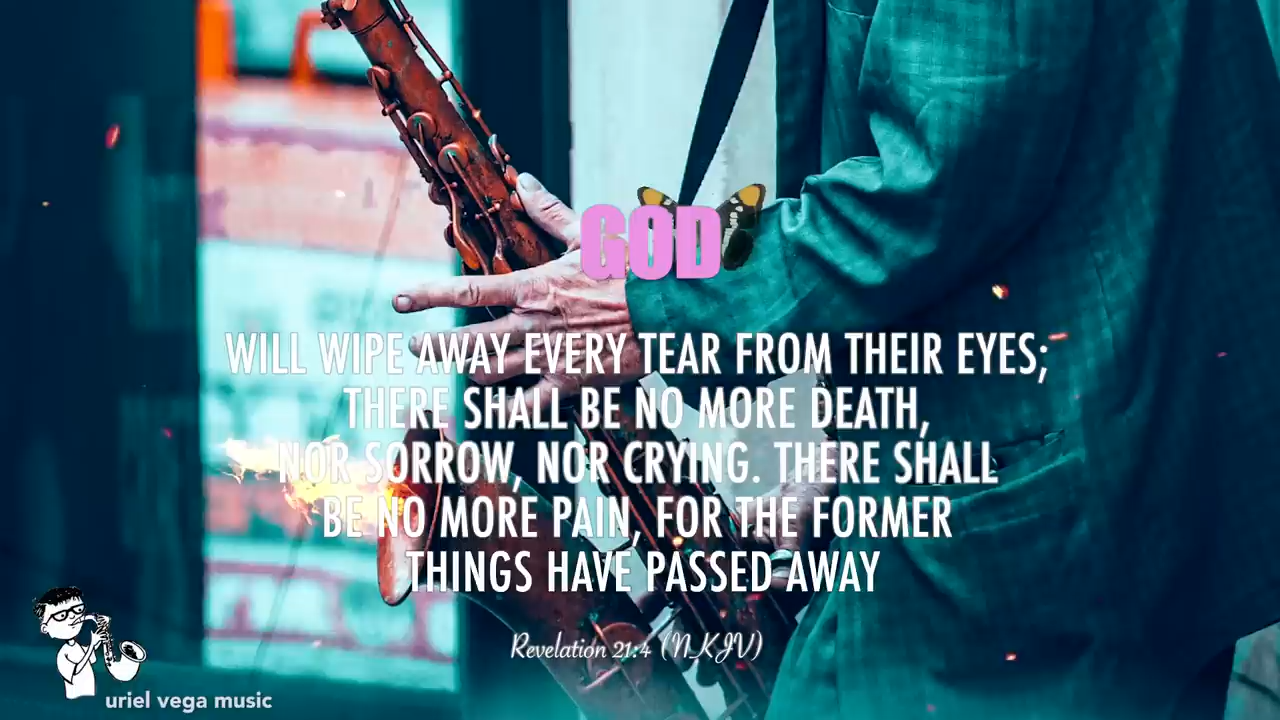 GOD
WILL WIPE AWAY EVERY TEAR FROM THEIR EYES;
THERE SHALL BE NO MORE DEATH,
NOR SORROW, NOR CRYING. THERE SHALL
BE NO MORE PAIN, FOR THE FORMER
THINGS HAVE PASSED AWAY
Revelation 21:4 (NKJV)
uriel vega music